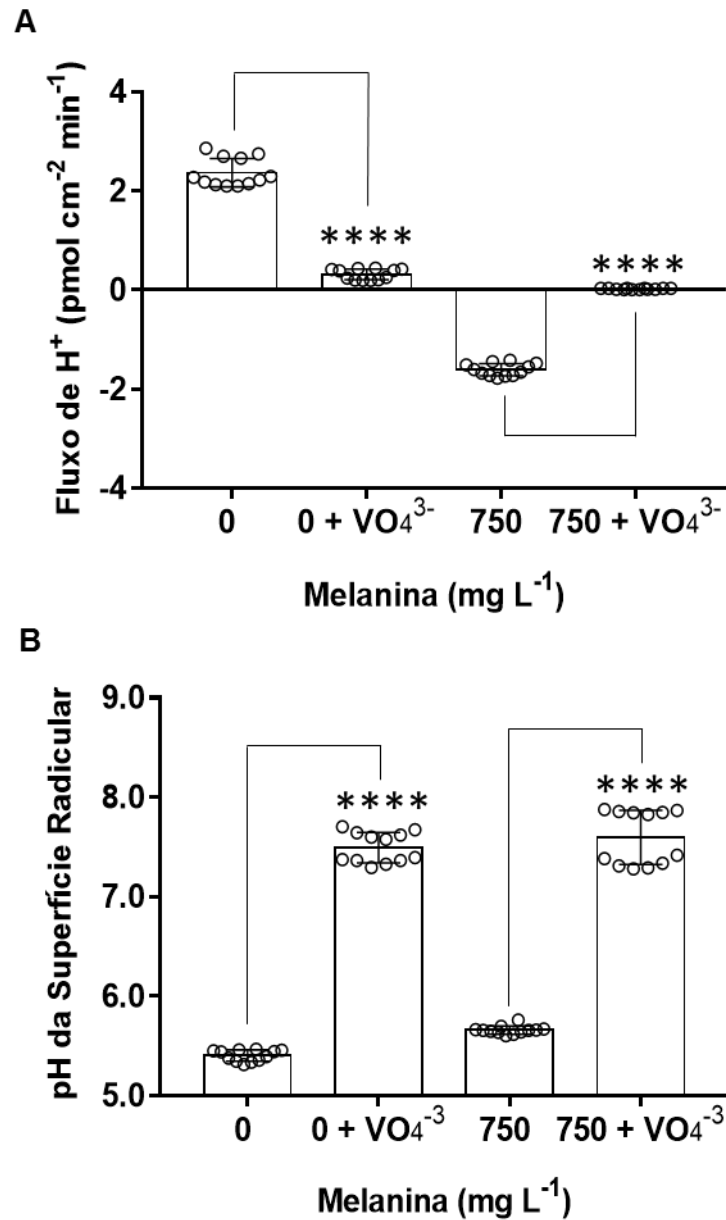 A
Fluxo de H⁺ (pmol cm⁻² min⁻¹)
4
2
0
-2
-4
****
****
0 0 + VO₄³⁻ 750 750 + VO₄³⁻
Melanina (mg L⁻¹)
B
pH da Superfície Radicular
9.0
8.0
7.0
6.0
5.0
****
****
0 0 + VO₄⁻³ 750 750 + VO₄⁻³
Melanina (mg L⁻¹)